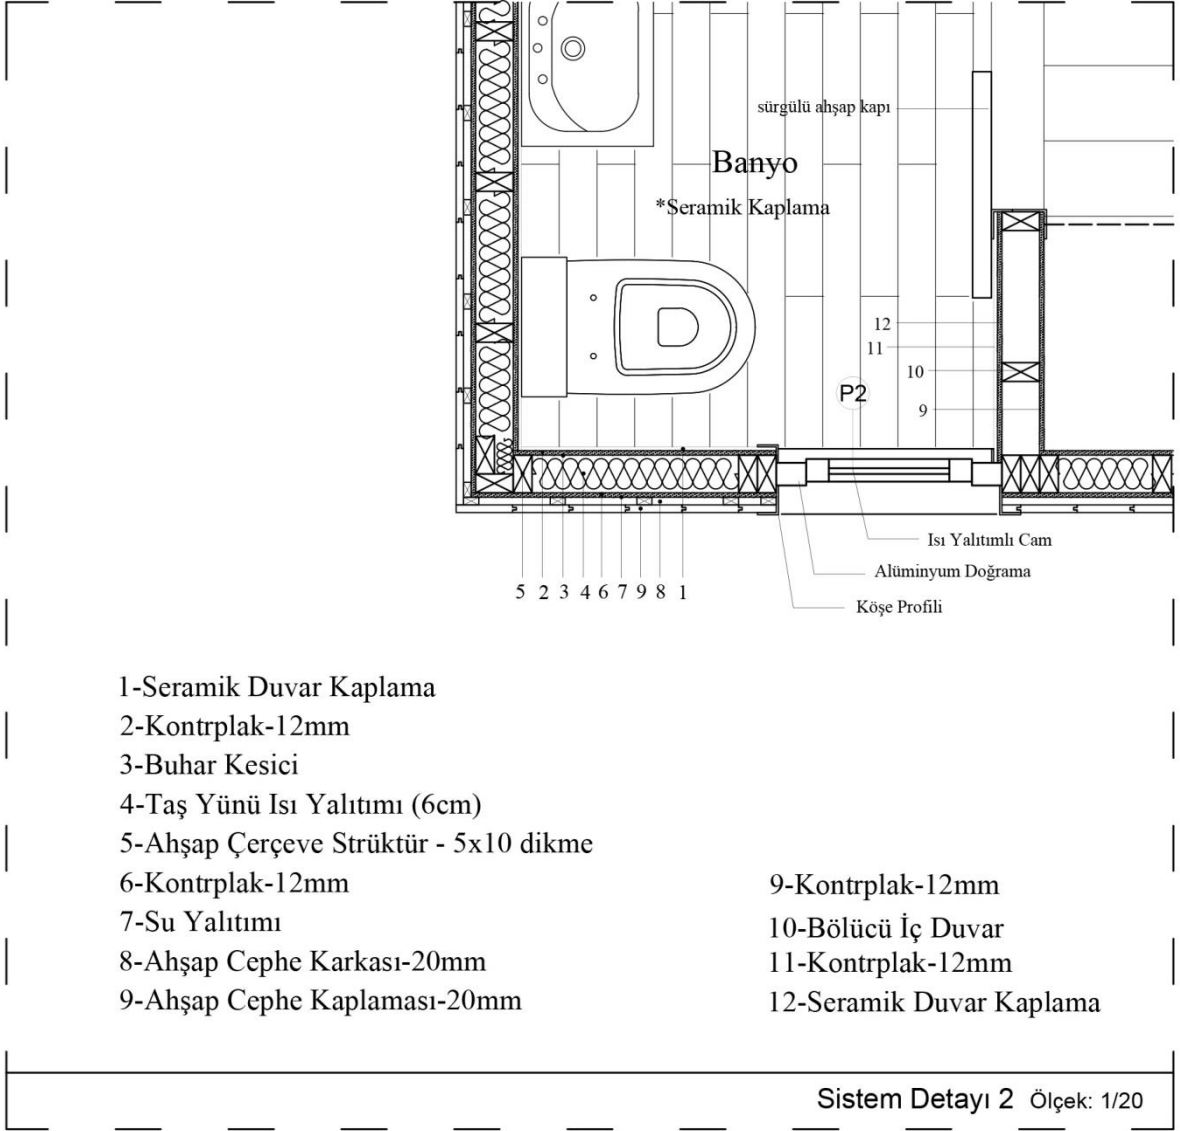 sürgülü ahşap kapı
Banyo
*Seramik Kaplama
12
11
10
9
P2
Isı Yalıtımlı Cam
Alüminyum Doğrama
Köşe Profili
5 2 3 4 6 7 9 8 1
1-Seramik Duvar Kaplama
2-Kontrplak-12mm
3-Buhar Kesici
4-Taş Yünü Isı Yalıtımı (6cm)
5-Ahşap Çerçeve Strüktür - 5x10 dikme
6-Kontrplak-12mm
7-Su Yalıtımı
8-Ahşap Cephe Karkası-20mm
9-Ahşap Cephe Kaplaması-20mm
9-Kontrplak-12mm
10-Bölücü İç Duvar
11-Kontrplak-12mm
12-Seramik Duvar Kaplama
Sistem Detayı 2 Ölçek: 1/20